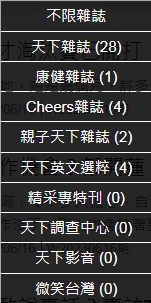 不限雜誌
天下雜誌 (28)
康健雜誌 (1)
Cheers雜誌 (4)
親子天下雜誌 (2)
天下英文選粹 (4)
精采專特刊 (0)
天下調查中心 (0)
天下影音 (0)
微笑台灣 (0)